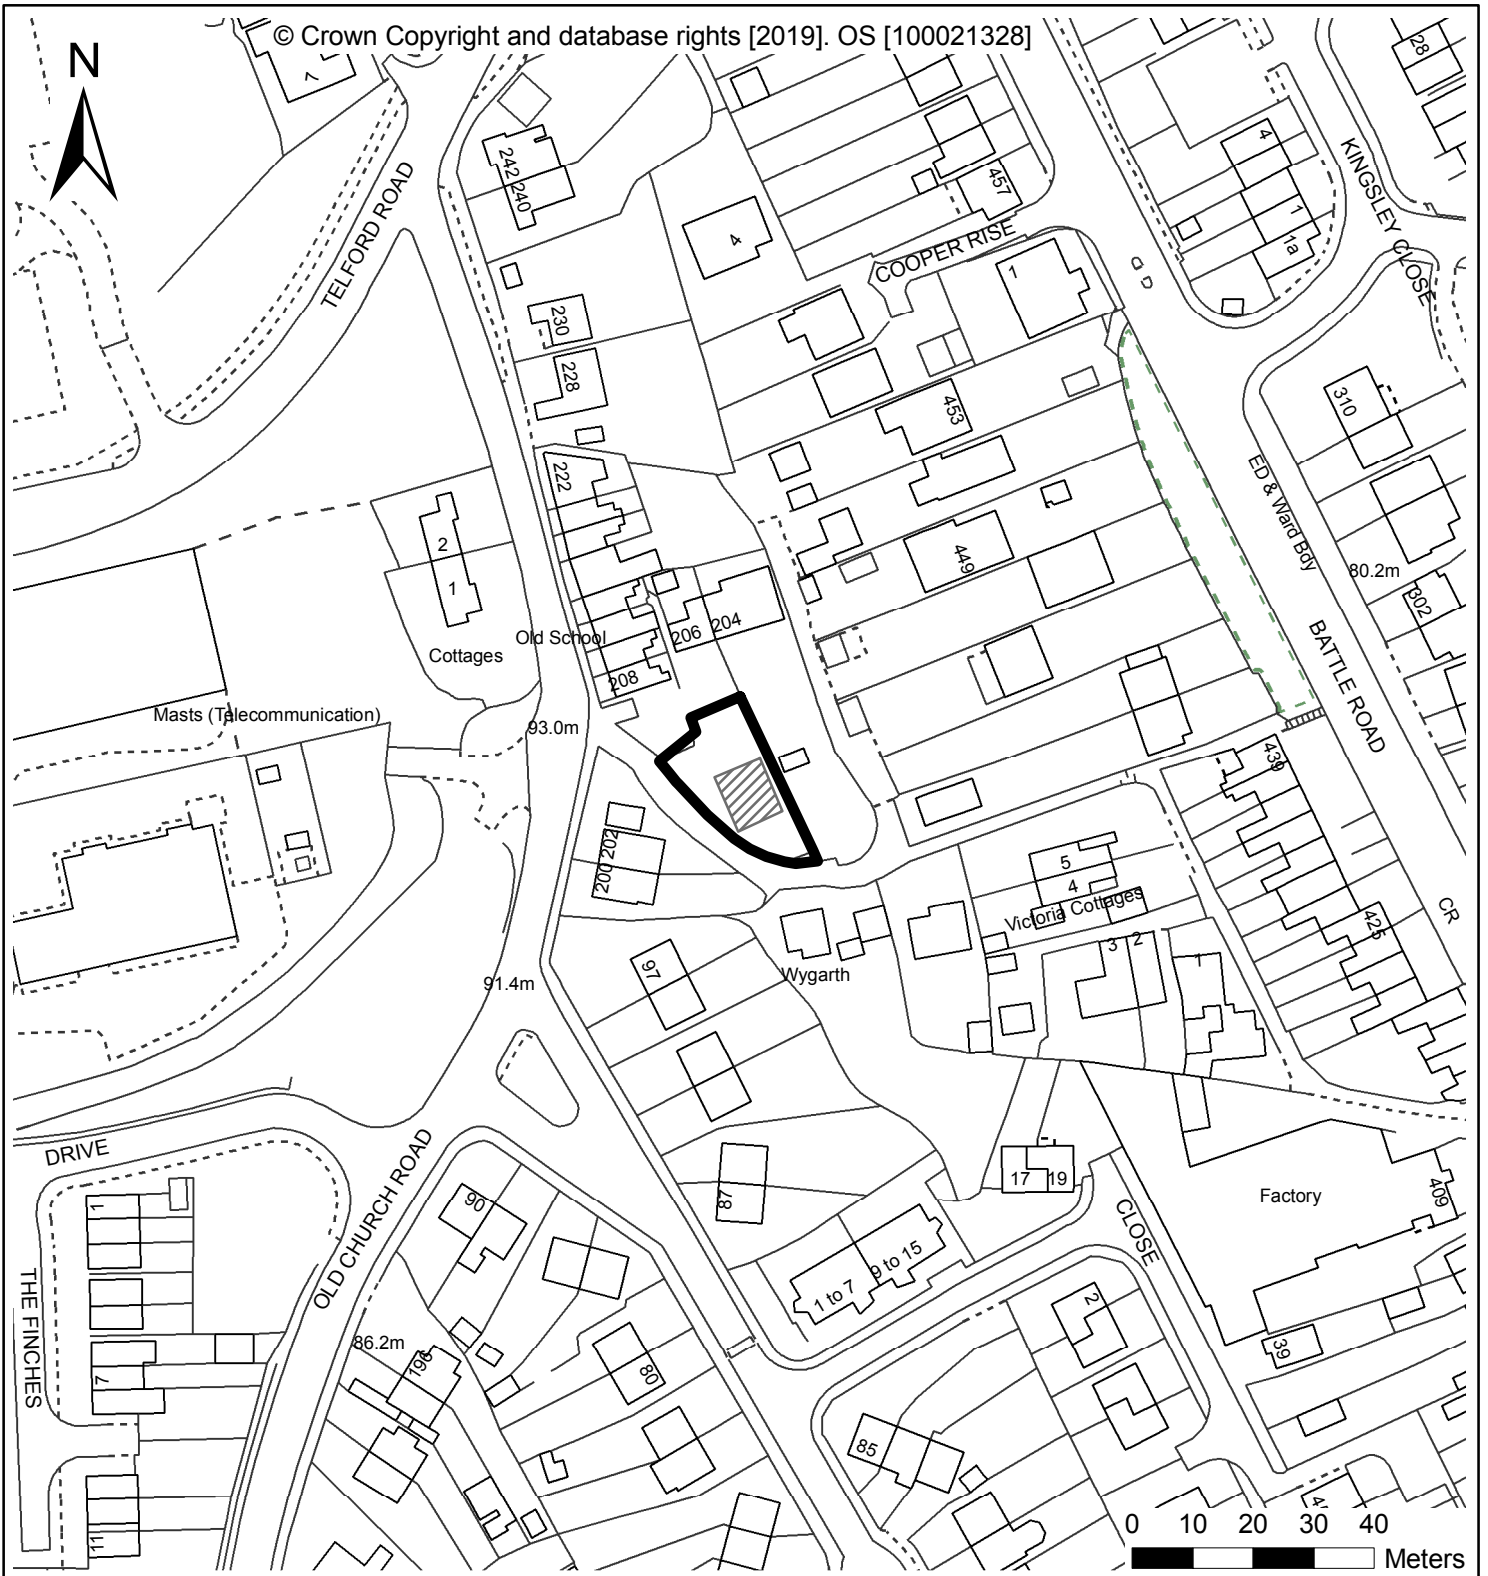 © Crown Copyright and database rights [2019]. OS [100021328]
N
7
28
TELFORD ROAD
242 240
457
4
KINGSLEY CLOSE
4
COOPER RISE
1
1
1a
230
228
453
310
222
ED & Ward Bdy
2
1
449
80.2m
302
Old School
206
204
Cottages
208
BATTLE ROAD
Masts (Telecommunication)
93.0m
439
200 202
5
4
Victoria Cottages
CR
425
3
2
1
97
Wygarth
91.4m
DRIVE
OLD CHURCH ROAD
17
19
87
Factory
409
CLOSE
1
90
9 to 15
1 to 7
2
THE FINCHES
86.2m
196
80
39
7
85
11
0 10 20 30 40
Meters